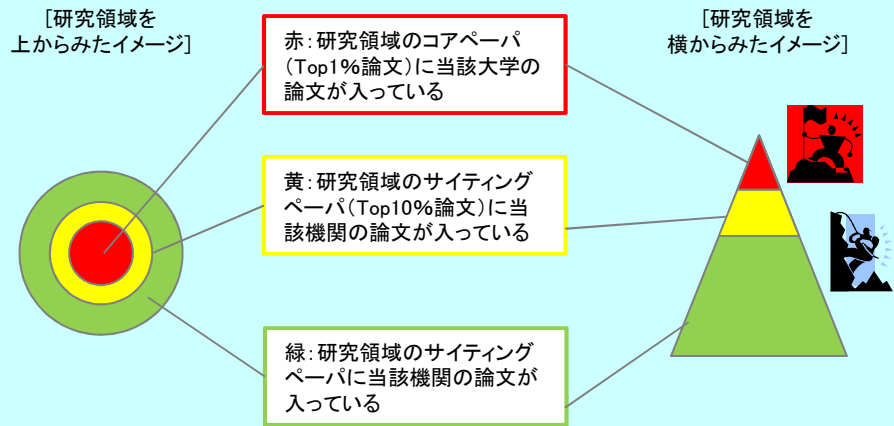 [研究領域を
上からみたイメージ]
赤:研究領域のコアペーパ
(Top1%論文)に当該大学の
論文が入っている
[研究領域を
横からみたイメージ]
黄:研究領域のサイティング
ペーパ(Top10%論文)に当
該機関の論文が入っている
緑:研究領域のサイティング
ペーパに当該機関の論文が
入っている